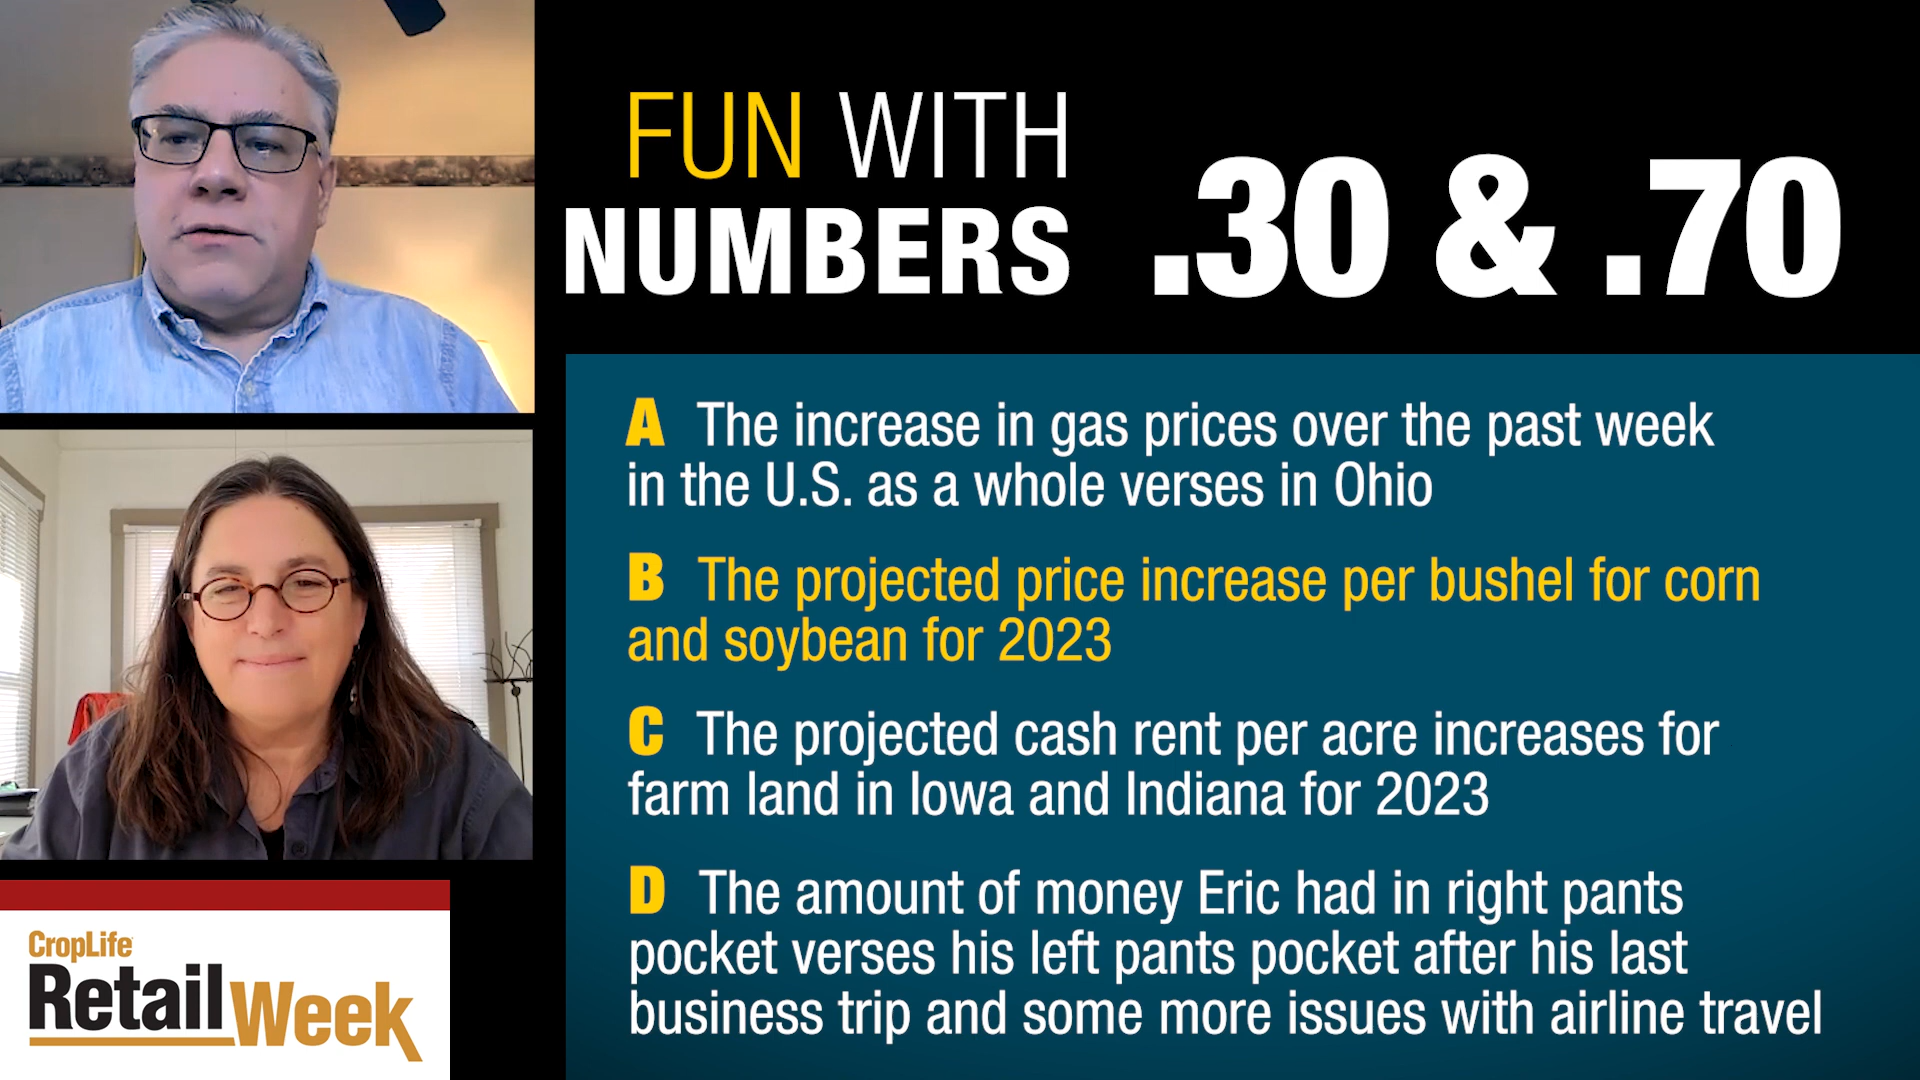 FUN WITH
NUMBERS
.30 & .70
A The increase in gas prices over the past week
in the U.S. as a whole verses in Ohio
B The projected price increase per bushel for corn
and soybean for 2023
C The projected cash rent per acre increases for
farm land in Iowa and Indiana for 2023
D The amount of money Eric had in right pants
pocket verses his left pants pocket after his last
business trip and some more issues with airline travel
CropLife
Retail Week